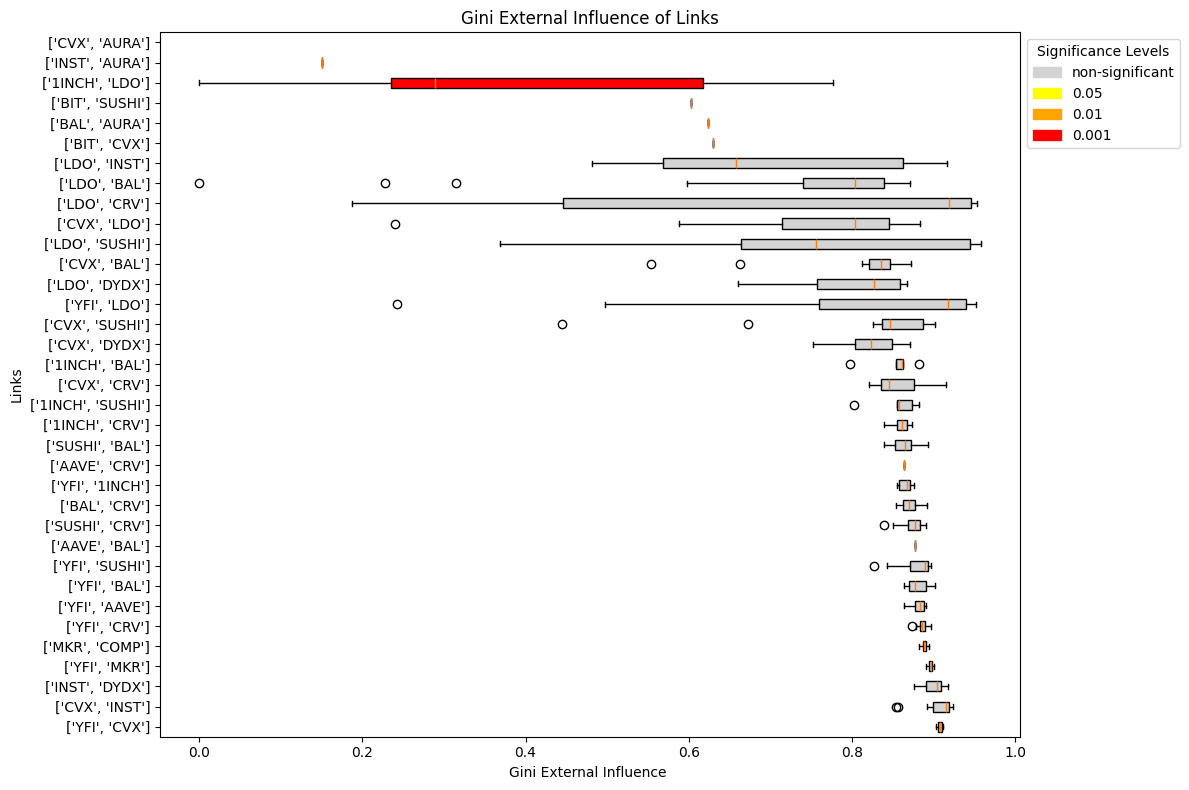 Gini External Influence of Links
['CVX', 'AURA']
['INST', 'AURA']
['1INCH', 'LDO']
['BIT', 'SUSHI']
['BAL', 'AURA']
['BIT', 'CVX']
['LDO', 'INST']
['LDO', 'BAL']
['LDO', 'CRV']
['CVX', 'LDO']
['LDO', 'SUSHI']
['CVX', 'BAL']
['LDO', 'DYDX']
['YFI', 'LDO']
['CVX', 'SUSHI']
['CVX', 'DYDX']
['1INCH', 'BAL']
['CVX', 'CRV']
['1INCH', 'SUSHI']
['1INCH', 'CRV']
['SUSHI', 'BAL']
['AAVE', 'CRV']
['YFI', '1INCH']
['BAL', 'CRV']
['SUSHI', 'CRV']
['AAVE', 'BAL']
['YFI', 'SUSHI']
['YFI', 'BAL']
['YFI', 'AAVE']
['YFI', 'CRV']
['MKR', 'COMP']
['YFI', 'MKR']
['INST', 'DYDX']
['CVX', 'INST']
['YFI', 'CVX']
Links
0.0 0.2 0.4 0.6 0.8 1.0
Gini External Influence
Significance Levels
non-significant
0.05
0.01
0.001